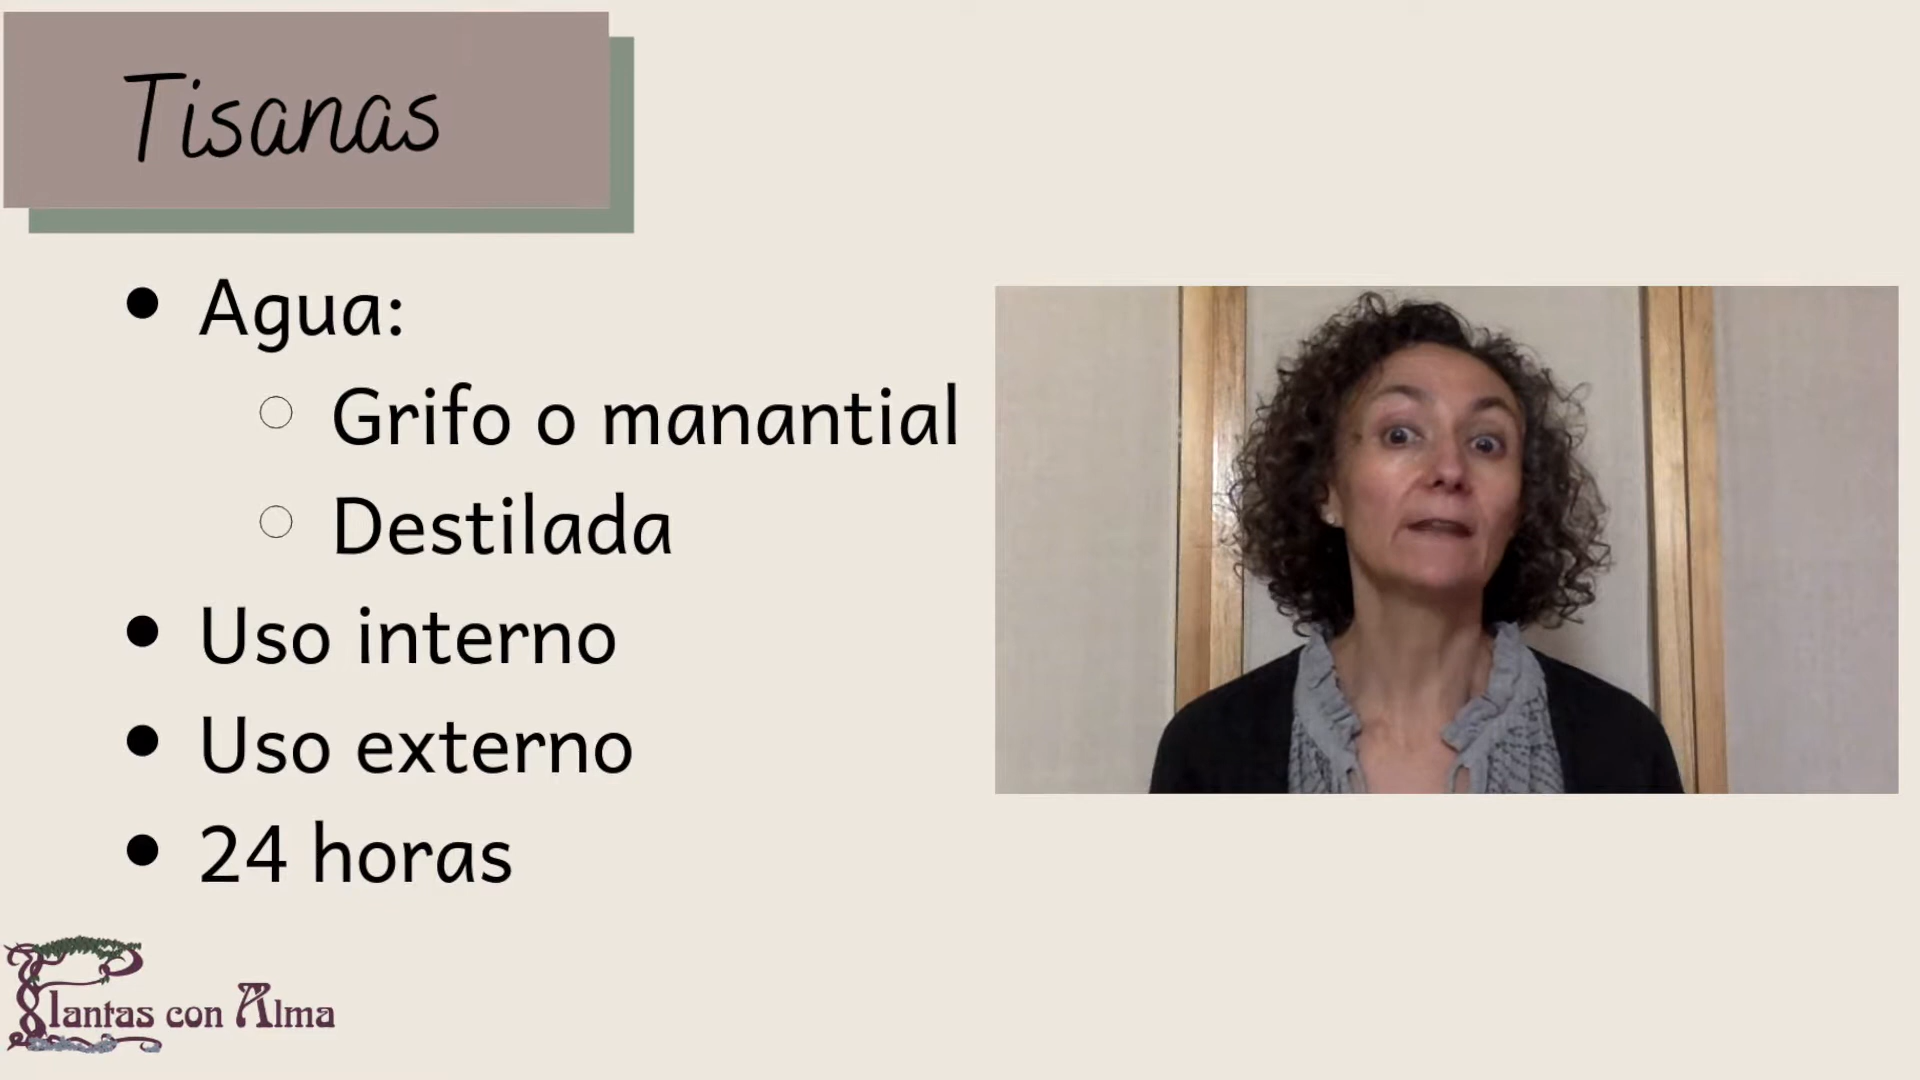 Tisanas
Agua:
Grifo o manantial
Destilada
Uso interno
Uso externo
24 horas
Plantas con Alma